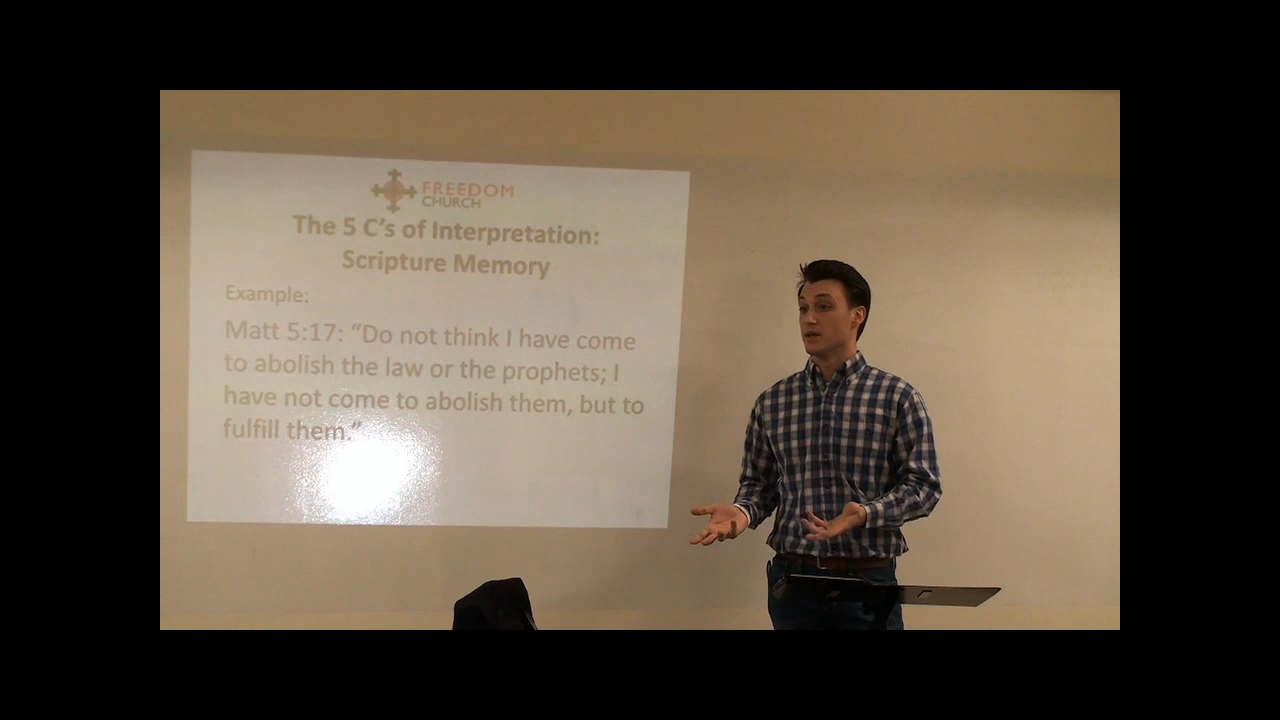 FREEDOM
CHURCH
The 5 C's of Interpretation:
Scripture Memory
Example:
Matt 5:17: “Do not think I have come
to abolish the law or the prophets; I
have not come to abolish them, but to
fulfill them.”